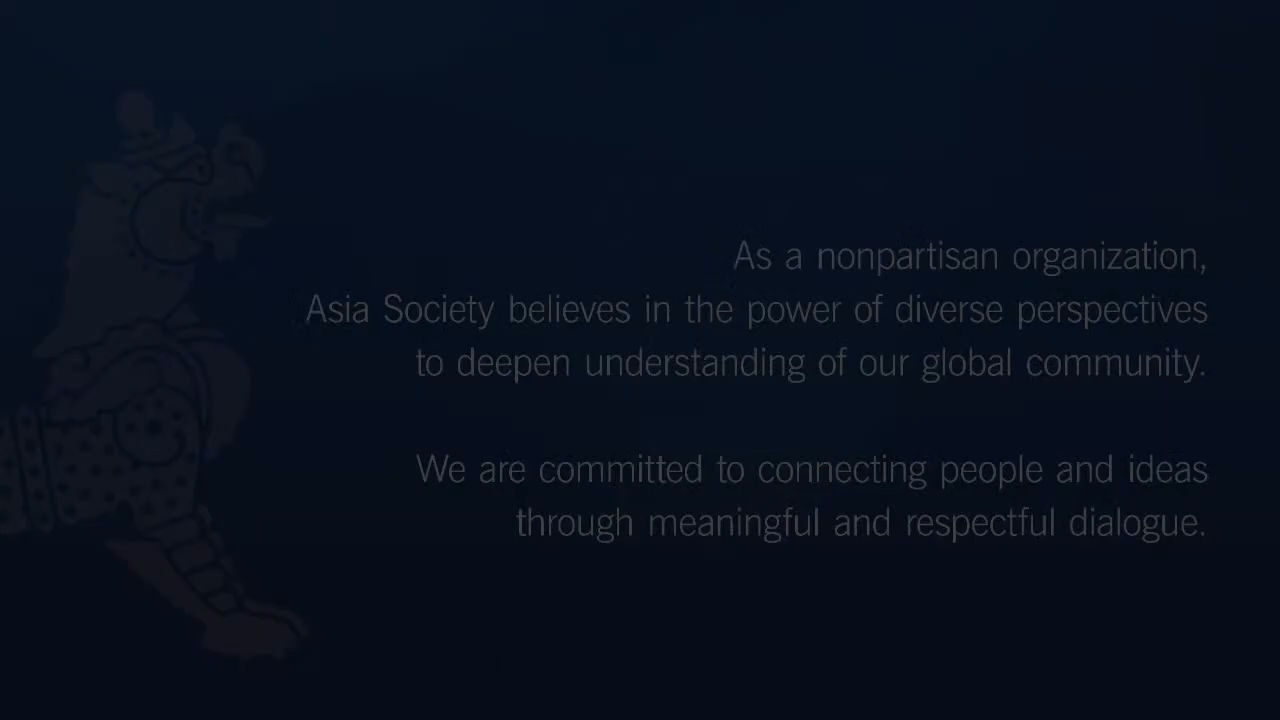 As a nonpartisan organization,
Asia Society believes in the power of diverse perspectives
to deepen understanding of our global community.
We are committed to connecting people and ideas
through meaningful and respectful dialogue.